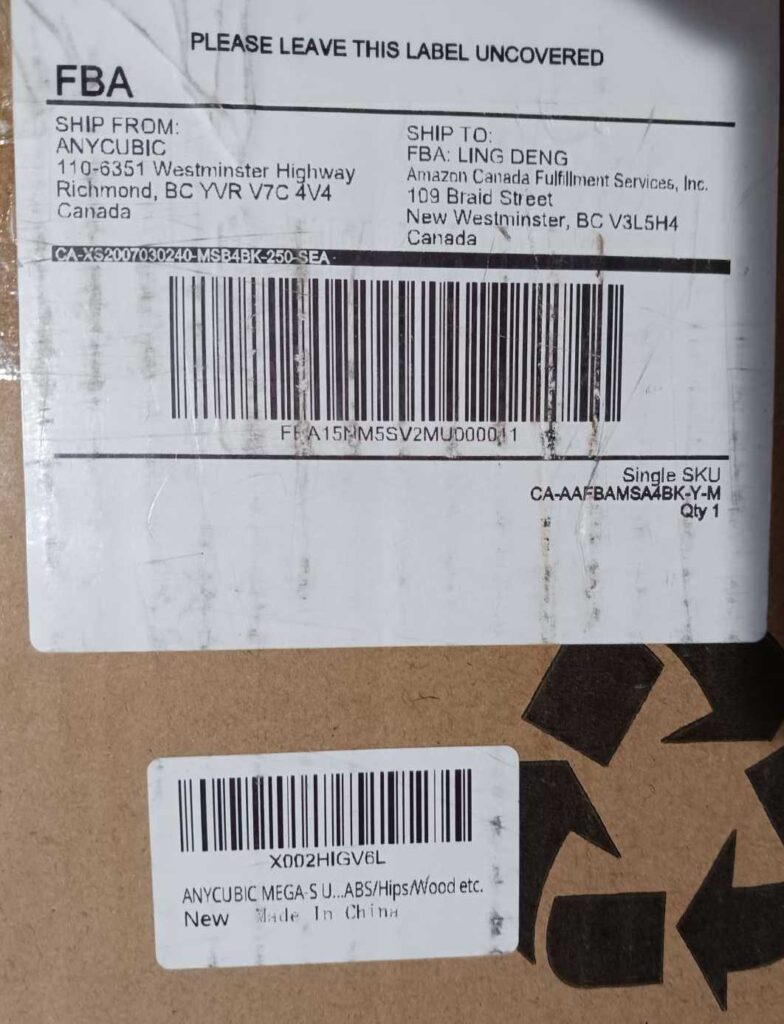 PLEASE LEAVE THIS LABEL UNCOVERED
FBA
SHIP FROM:
ANYCUBIC
110-6351 Westminster Highway
Richmond, BC YVR V7C 4V4
Canada
SHIP TO:
FBA: LING DENG
Amazon Canada Fulfillment Services, Inc.
109 Braid Street
New Westminster, BC V3L5H4
Canada
CA-XS2007030240-MSB4BK-250-SEA
FBA15NM5SV2MU000011
Single SKU
CA-AAFBAMSA4BK-Y-M
Qty 1
X002HIGV6L
ANYCUBIC MEGA-S U...ABS/Hips/Wood etc.
New Made In China